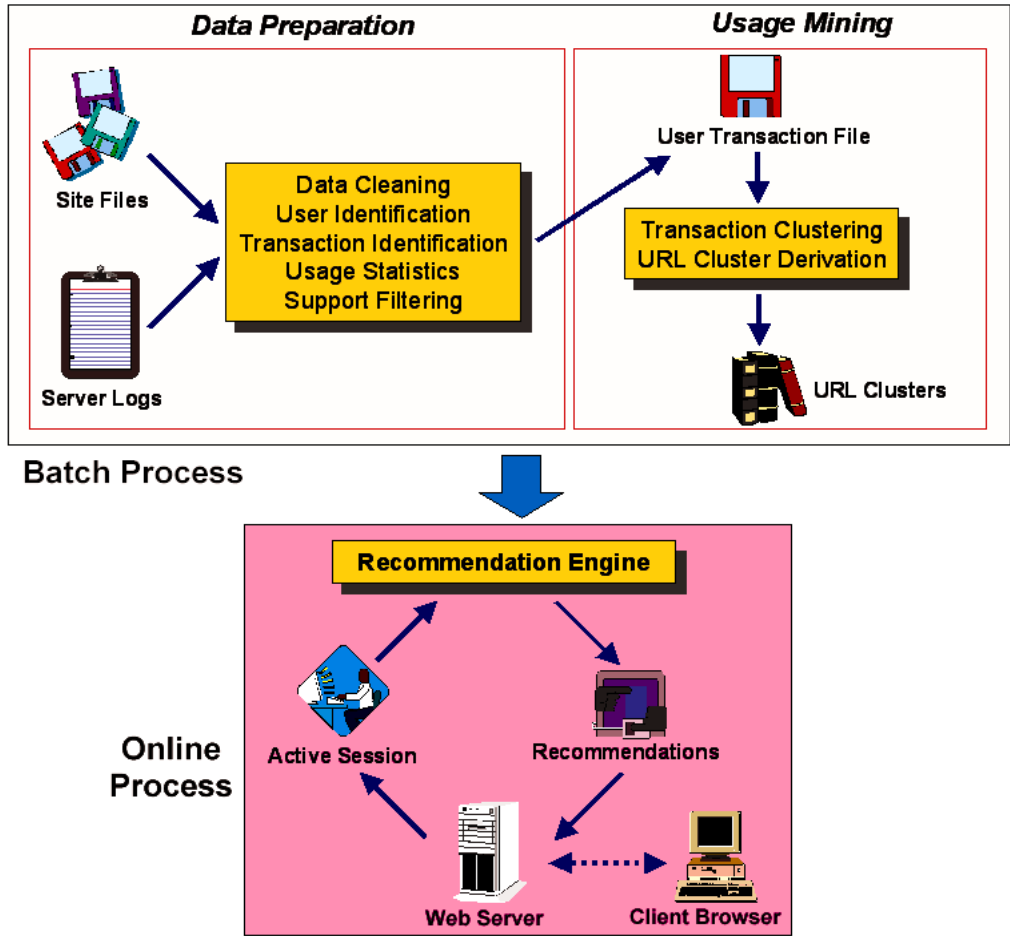 Data Preparation
Usage Mining
Site Files
Server Logs
Data Cleaning
User Identification
Transaction Identification
Usage Statistics
Support Filtering
User Transaction File
Transaction Clustering
URL Cluster Derivation
URL Clusters
Batch Process
Recommendation Engine
Active Session
Recommendations
Online
Process
Web Server
Client Browser